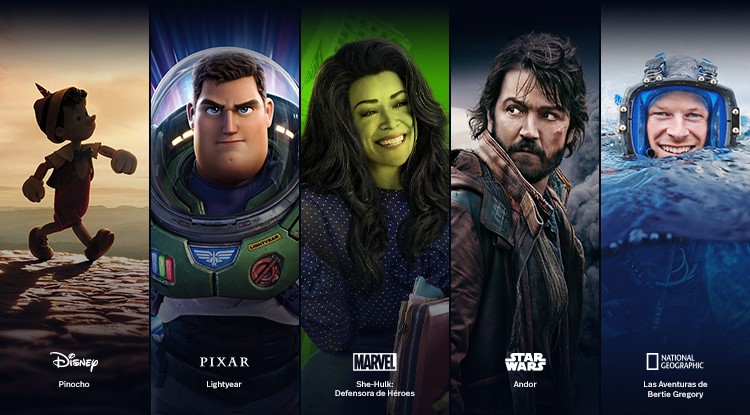 LIGHTYEAR
Disney
Pinocho
PIXAR
Lightyear
MARVEL
She-Hulk:
Defensora de Héroes
STAR
WARS
Andor
NATIONAL
GEOGRAPHIC
Las Aventuras de
Bertie Gregory